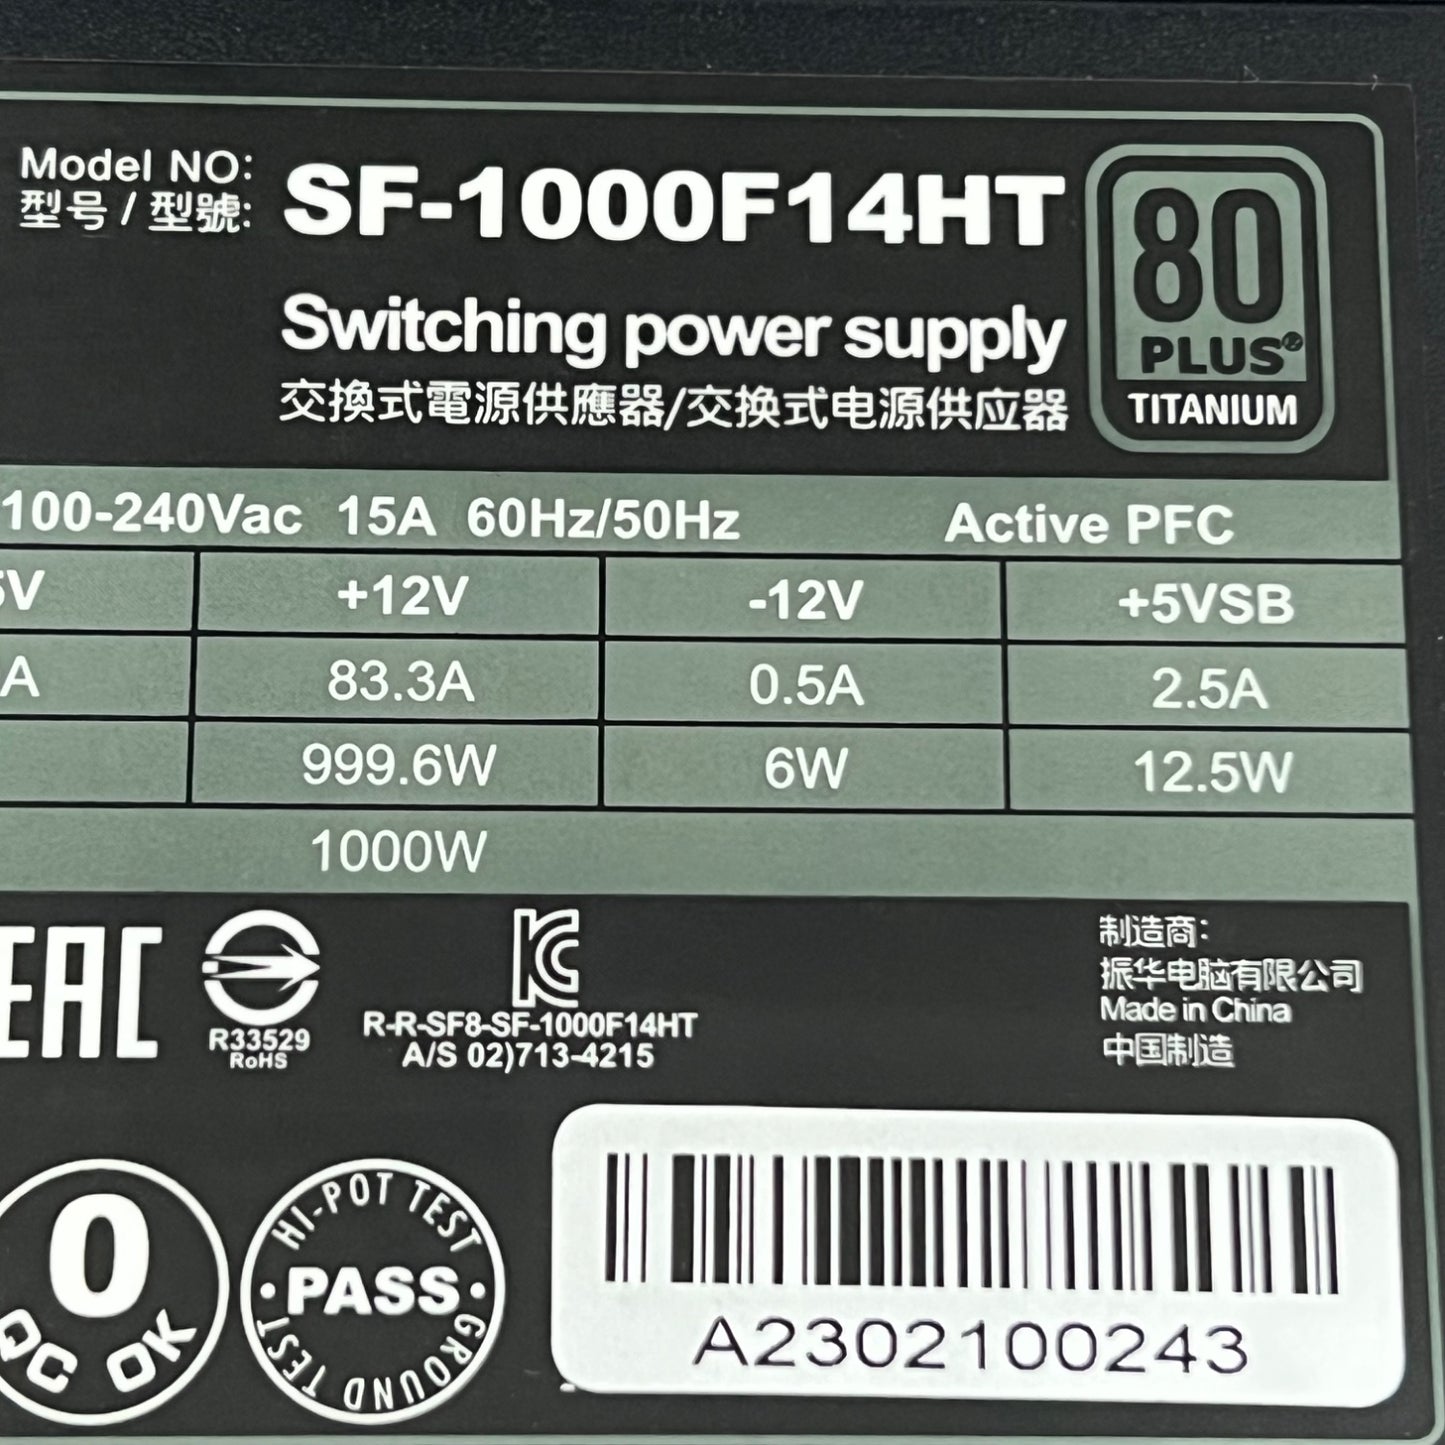 Model NO:
型号 / 型號:
SF-1000F14HT
80
PLUS
TITANIUM
Switching power supply
交換式電源供應器/交换式电源供应器
100-240Vac 15A 60Hz/50Hz Active PFC
5V +12V -12V +5VSB
A 83.3A 0.5A 2.5A
999.6W 6W 12.5W
1000W
EAC
R33529
RoHS
R-R-SF8-SF-1000F14HT
A/S 02)713-4215
制造商:
振华电脑有限公司
Made in China
中国制造
0
QC OK
HI-POT TEST
PASS
GROUND TEST
A2302100243